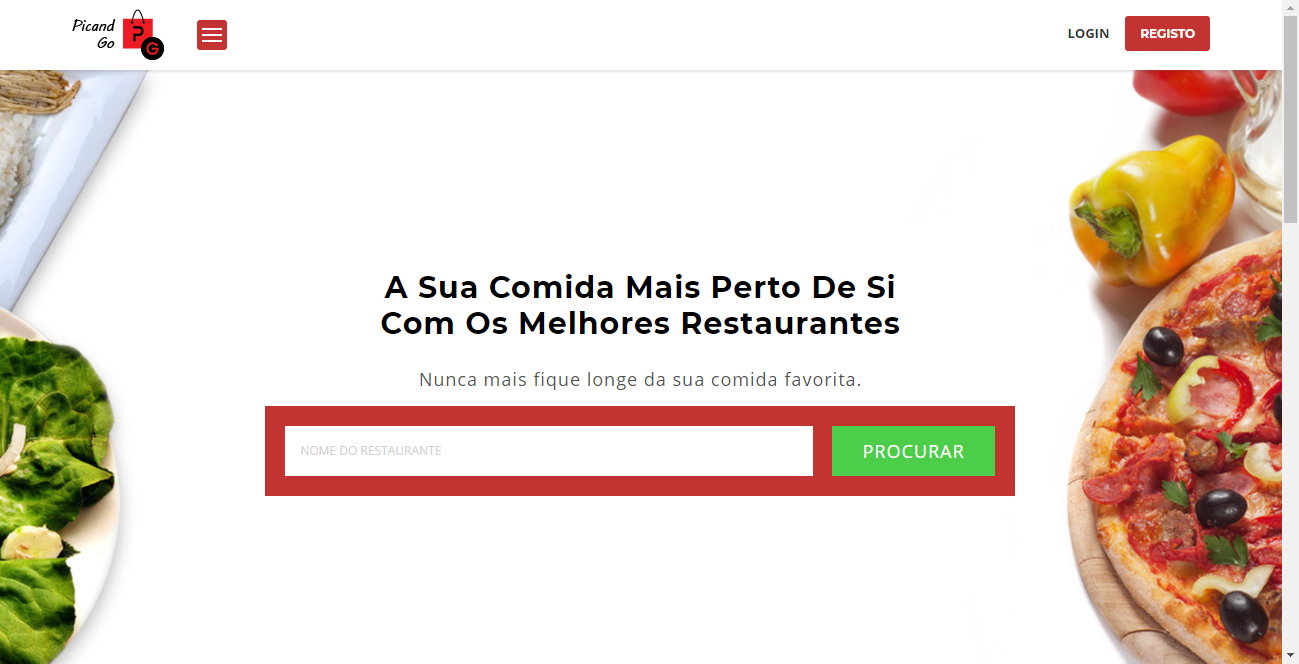 Picand
Go
P
G
LOGIN
REGISTO
A Sua Comida Mais Perto De Si
Com Os Melhores Restaurantes
Nunca mais fique longe da sua comida favorita.
NOME DO RESTAURANTE
PROCURAR